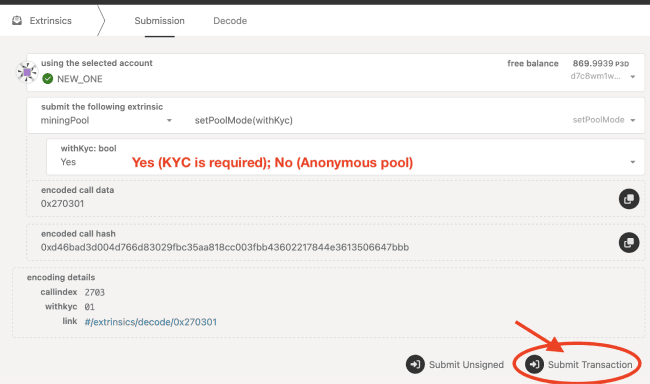 Extrinsics Submission Decode
using the selected account free balance 869.9939 P3D
NEW_ONE d7c8wm1w...
submit the following extrinsic
miningPool setPoolMode(withKyc) setPoolMode
withKyc: bool
Yes Yes (KYC is required); No (Anonymous pool)
encoded call data
0x270301
encoded call hash
0xd46bad3d004d766d83029fbc35aa818cc003fbb43602217844e3613506647bbb
encoding details
callindex 2703
withkyc 01
link #/extrinsics/decode/0x270301
Submit Unsigned Submit Transaction